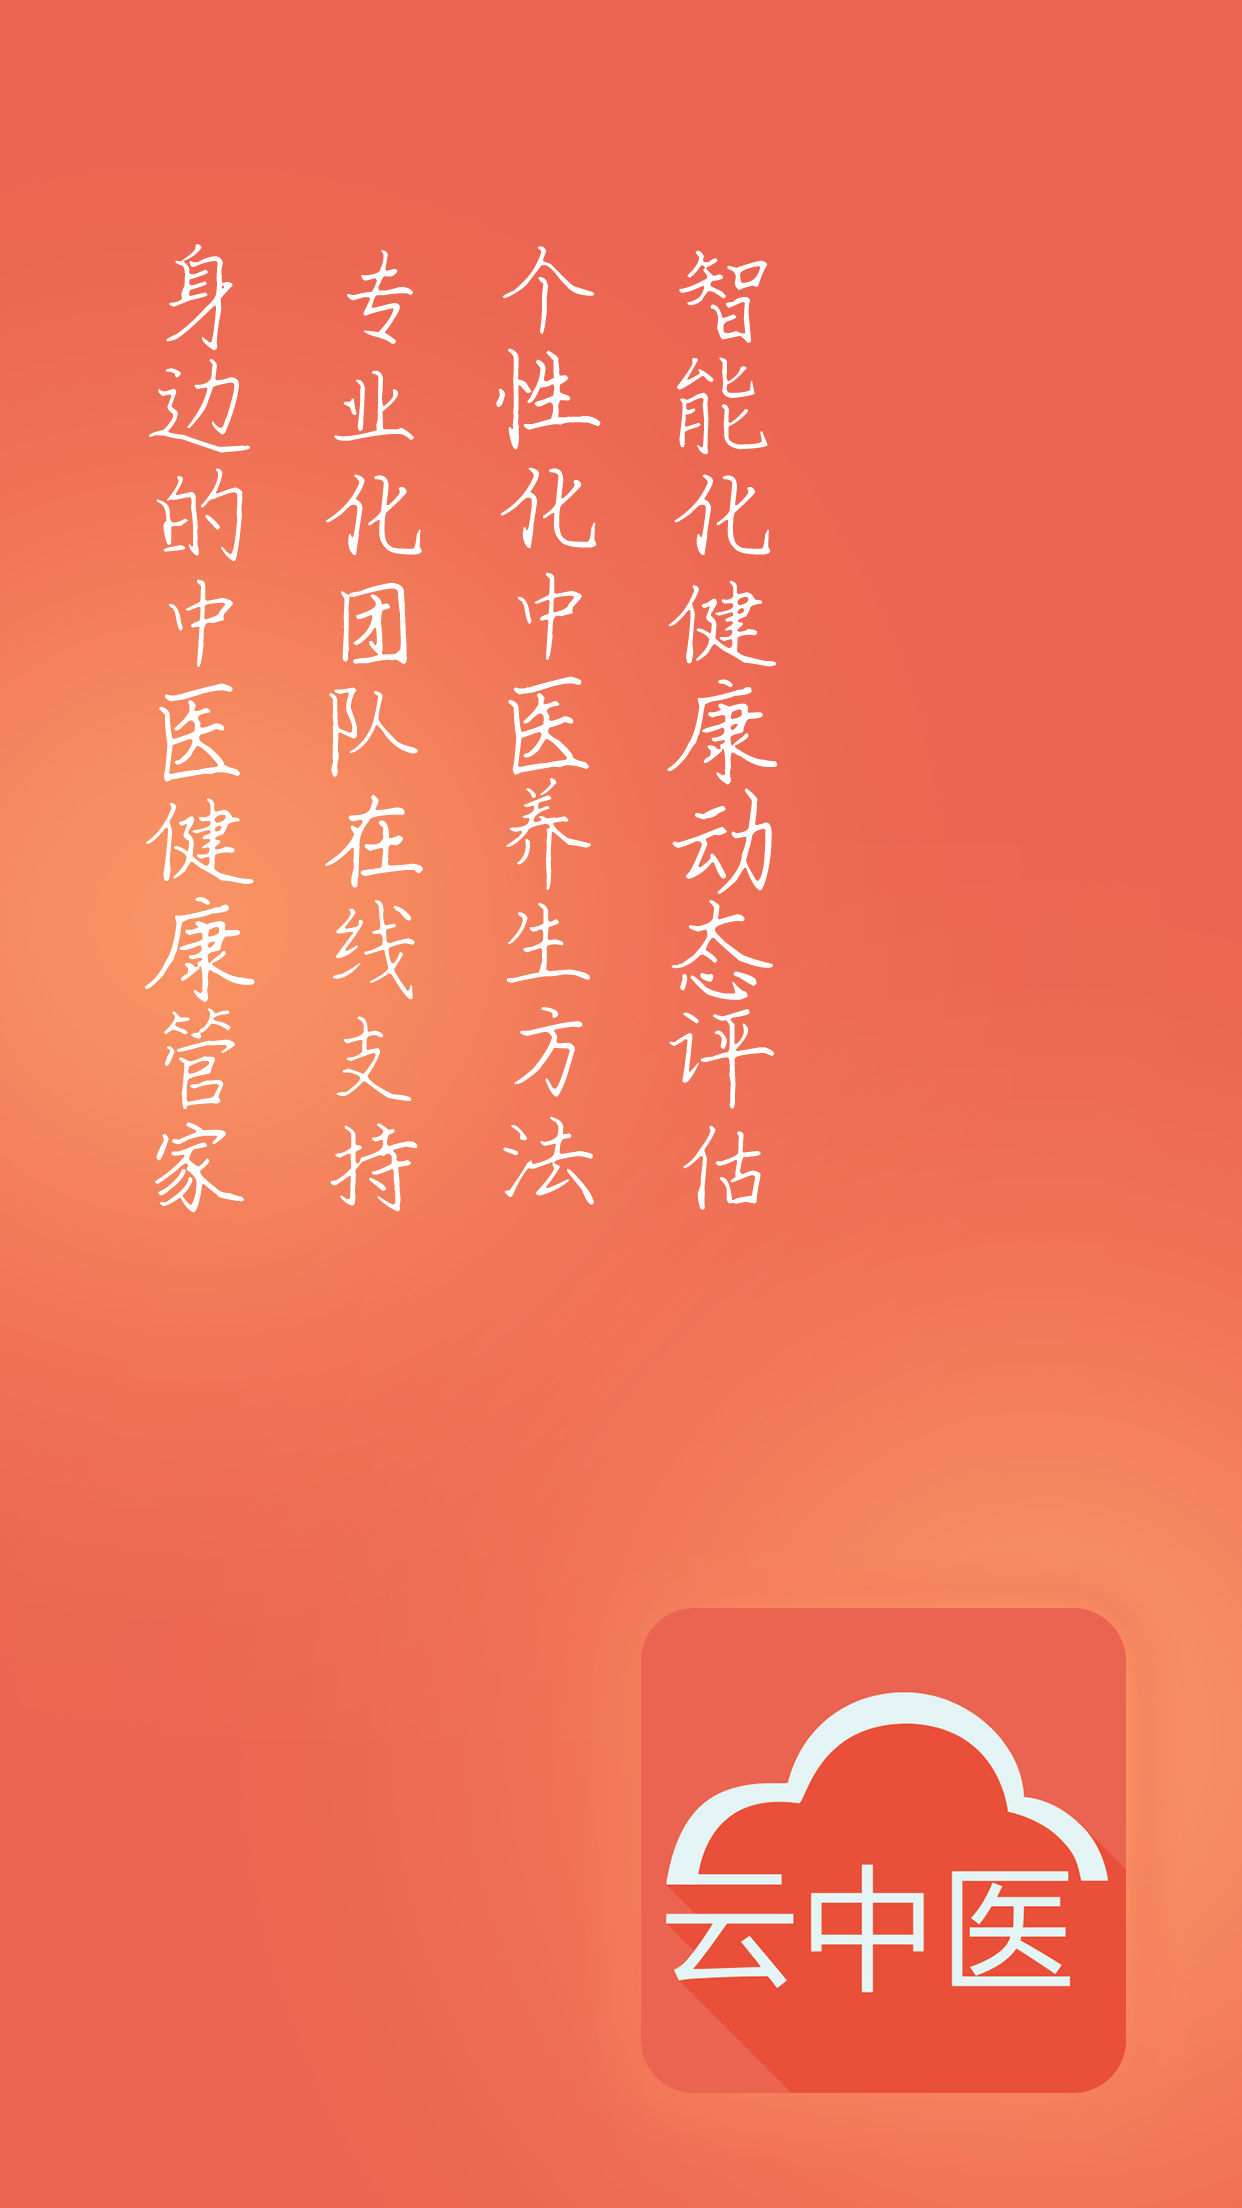 智能化健康动态评估
个性化中医养生方法
专业化团队在线支持
身边的中医健康管家
云中医